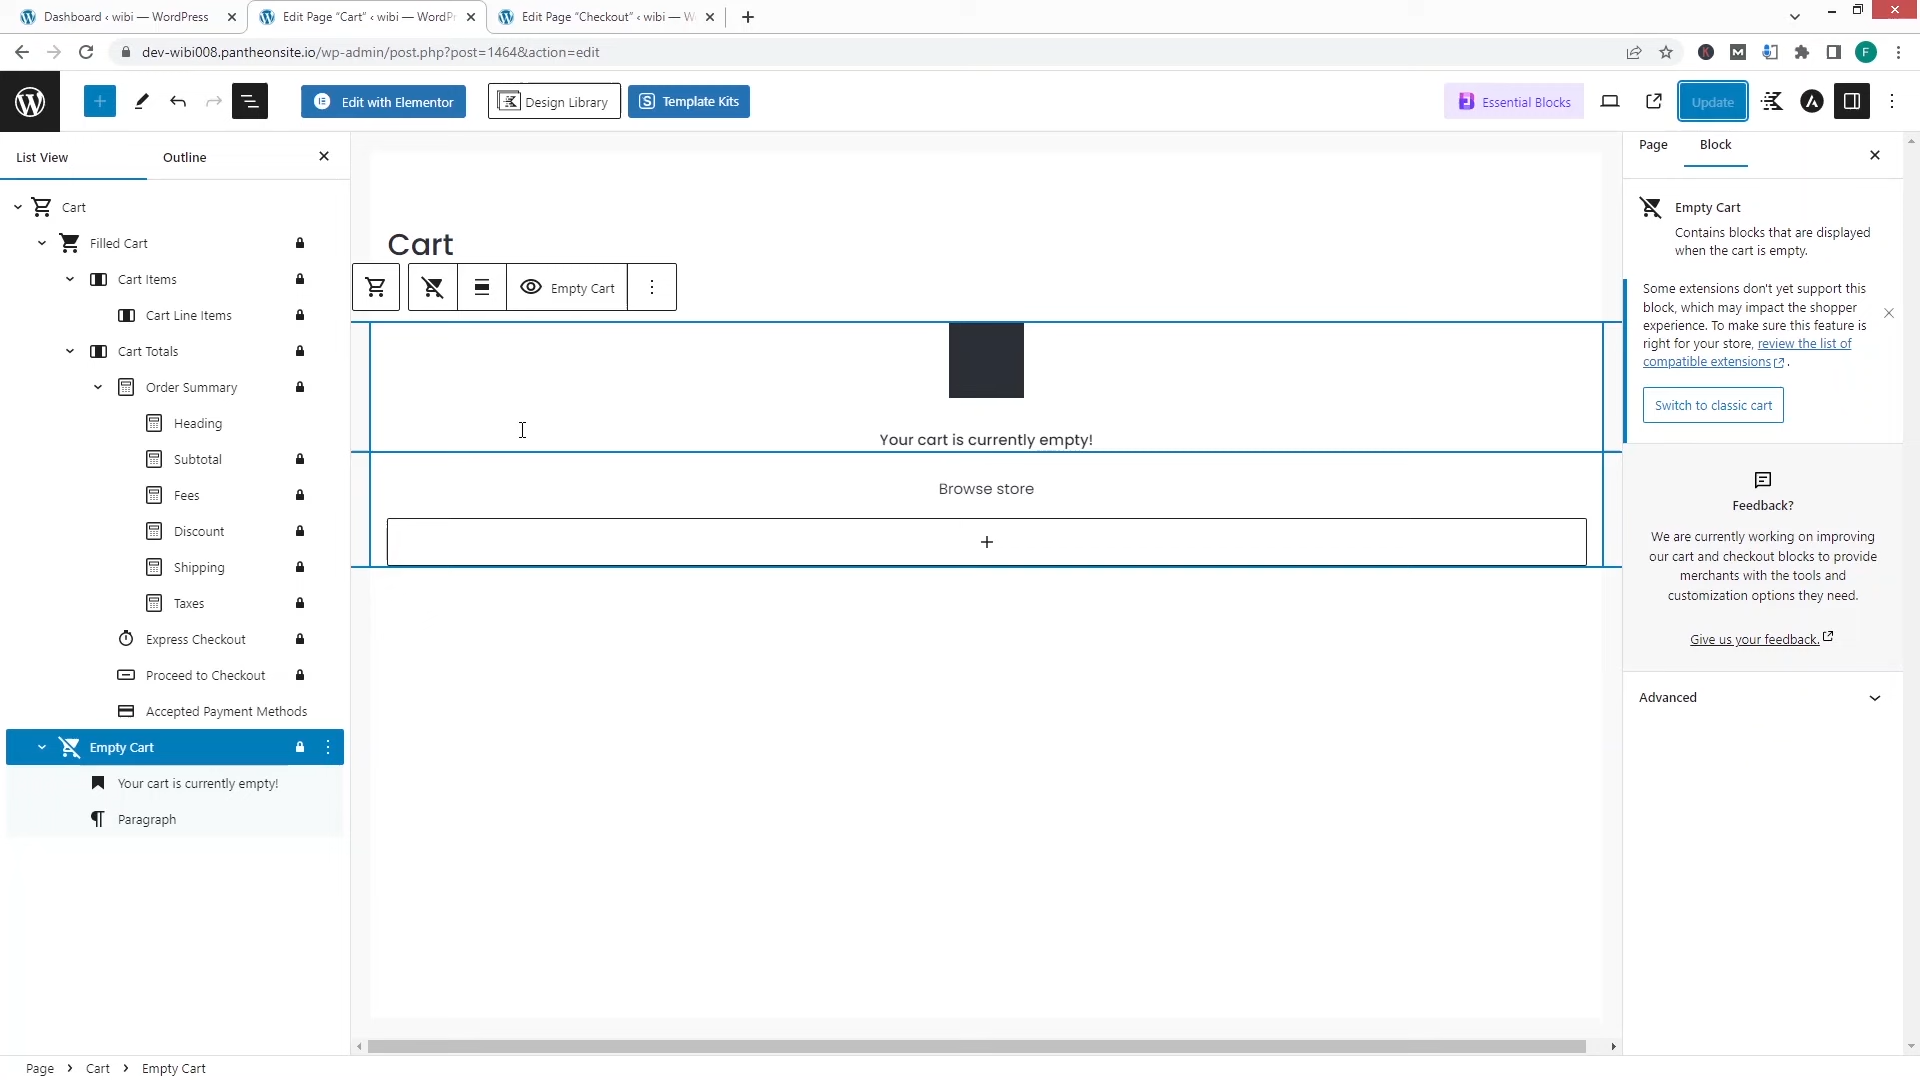 Dashboard ‹ wibi — WordPress
Edit Page “Cart” ‹ wibi — WordPr
Edit Page “Checkout” ‹ wibi — W
dev-wibi008.pantheonsite.io/wp-admin/post.php?post=1464&action=edit
K
M
F
Edit with Elementor
Design Library
Template Kits
Essential Blocks
Update
List View
Outline
Cart
Filled Cart
Cart Items
Cart Line Items
Cart Totals
Order Summary
Heading
Subtotal
Fees
Discount
Shipping
Taxes
Express Checkout
Proceed to Checkout
Accepted Payment Methods
Empty Cart
Your cart is currently empty!
Paragraph
Cart
Empty Cart
Your cart is currently empty!
Browse store
Page
Block
Empty Cart
Contains blocks that are displayed
when the cart is empty.
Some extensions don't yet support this
block, which may impact the shopper
experience. To make sure this feature is
right for your store, review the list of
compatible extensions .
Switch to classic cart
Feedback?
We are currently working on improving
our cart and checkout blocks to provide
merchants with the tools and
customization options they need.
Give us your feedback.
Advanced
Page › Cart › Empty Cart